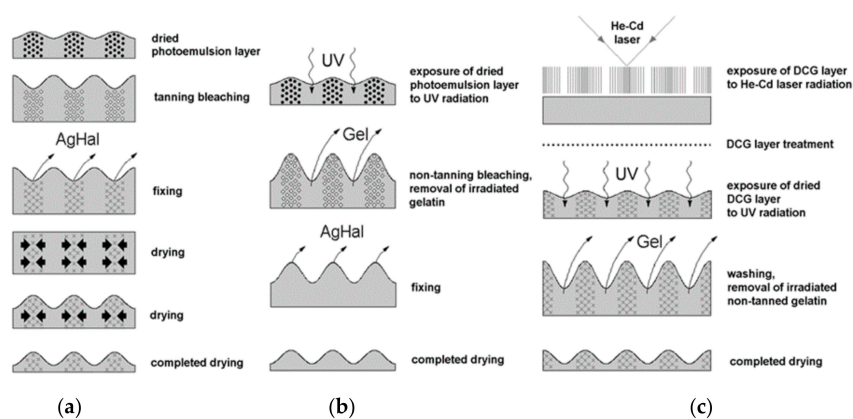 dried
photoemulsion layer
tanning bleaching
AgHal
fixing
drying
drying
completed drying
(a)
UV
exposure of dried
photoemulsion layer
to UV radiation
Gel
non-tanning bleaching,
removal of irradiated
gelatin
AgHal
fixing
completed drying
(b)
He-Cd
laser
exposure of DCG layer
to He-Cd laser radiation
DCG layer treatment
UV
exposure of dried
DCG layer
to UV radiation
Gel
washing,
removal of irradiated
non-tanned gelatin
completed drying
(c)